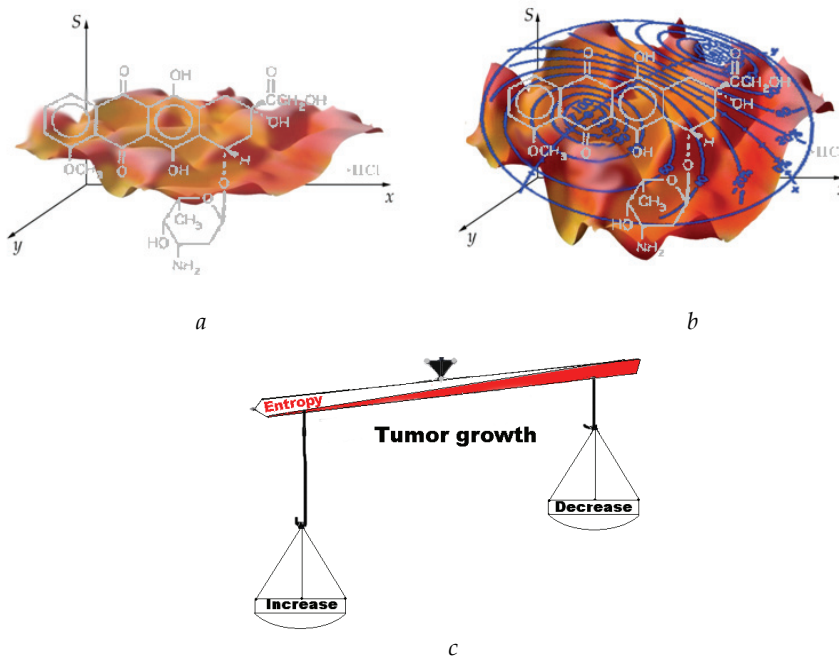 S
O
OH
O
CCH₂OH
OH
OCH₃
O
OH
H
O
·HCl
x
y
O
CH₃
HO
NH₂
a
S
O
OH
O
CCH₂OH
OH
OCH₃
O
OH
H
O
·HCl
x
y
O
CH₃
HO
NH₂
b
Entropy
Tumor growth
Decrease
Increase
c